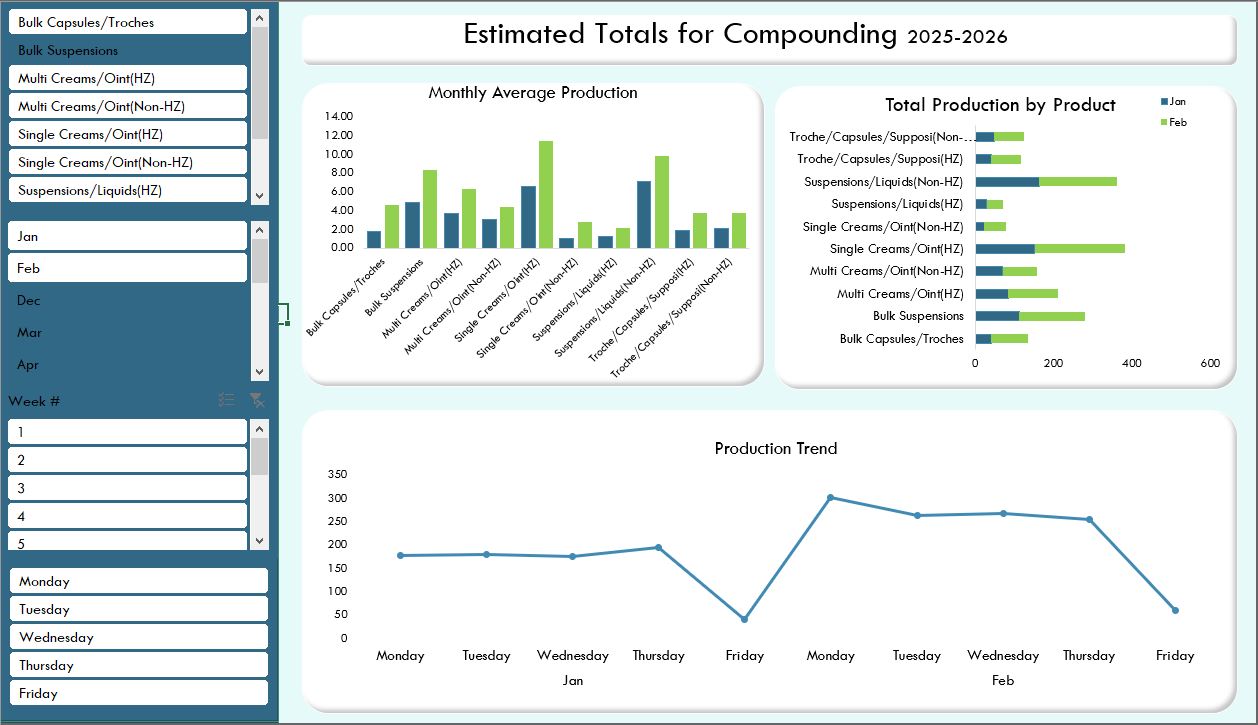 Bulk Capsules/Troches
Bulk Suspensions
Multi Creams/Oint(HZ)
Multi Creams/Oint(Non-HZ)
Single Creams/Oint(HZ)
Single Creams/Oint(Non-HZ)
Suspensions/Liquids(HZ)
Jan
Feb
Dec
Mar
Apr
Week #
1
2
3
4
5
Monday
Tuesday
Wednesday
Thursday
Friday
Estimated Totals for Compounding 2025-2026
Monthly Average Production
14.00
12.00
10.00
8.00
6.00
4.00
2.00
0.00
Bulk Capsules/Troches
Bulk Suspensions
Multi Creams/Oint(HZ)
Multi Creams/Oint(Non-HZ)
Single Creams/Oint(HZ)
Single Creams/Oint(Non-HZ)
Suspensions/Liquids(HZ)
Suspensions/Liquids(Non-HZ)
Troche/Capsules/Supposi(HZ)
Troche/Capsules/Supposi(Non-HZ)
Total Production by Product
Jan
Feb
Troche/Capsules/Supposi(Non-...
Troche/Capsules/Supposi(HZ)
Suspensions/Liquids(Non-HZ)
Suspensions/Liquids(HZ)
Single Creams/Oint(Non-HZ)
Single Creams/Oint(HZ)
Multi Creams/Oint(Non-HZ)
Multi Creams/Oint(HZ)
Bulk Suspensions
Bulk Capsules/Troches
0 200 400 600
Production Trend
350
300
250
200
150
100
50
0
Monday Tuesday Wednesday Thursday Friday Monday Tuesday Wednesday Thursday Friday
Jan Feb